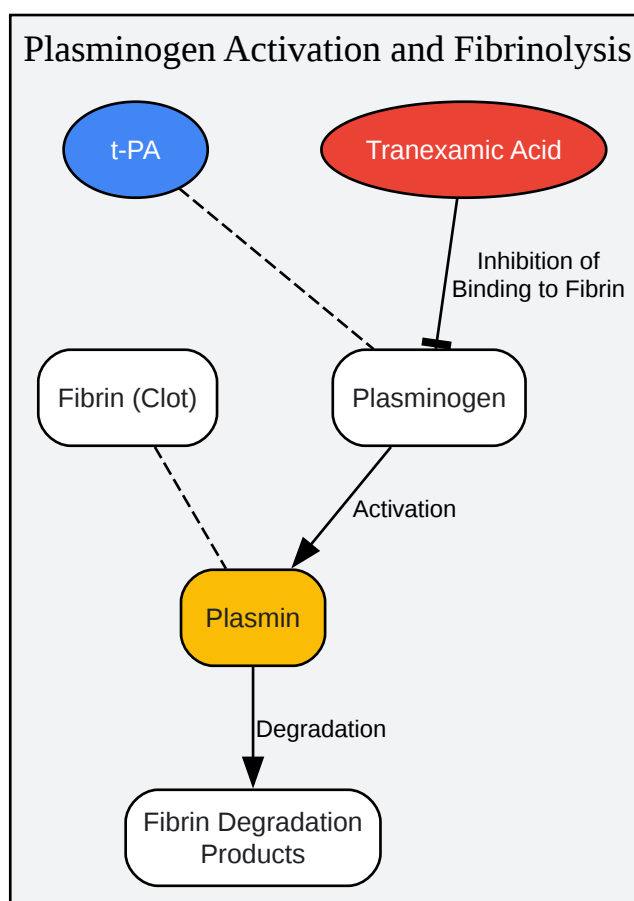 Plasminogen Activation and Fibrinolysis
t-PA
Tranexamic Acid
Inhibition of
Binding to Fibrin
Fibrin (Clot)
Plasminogen
Activation
Plasmin
Degradation
Fibrin Degradation
Products